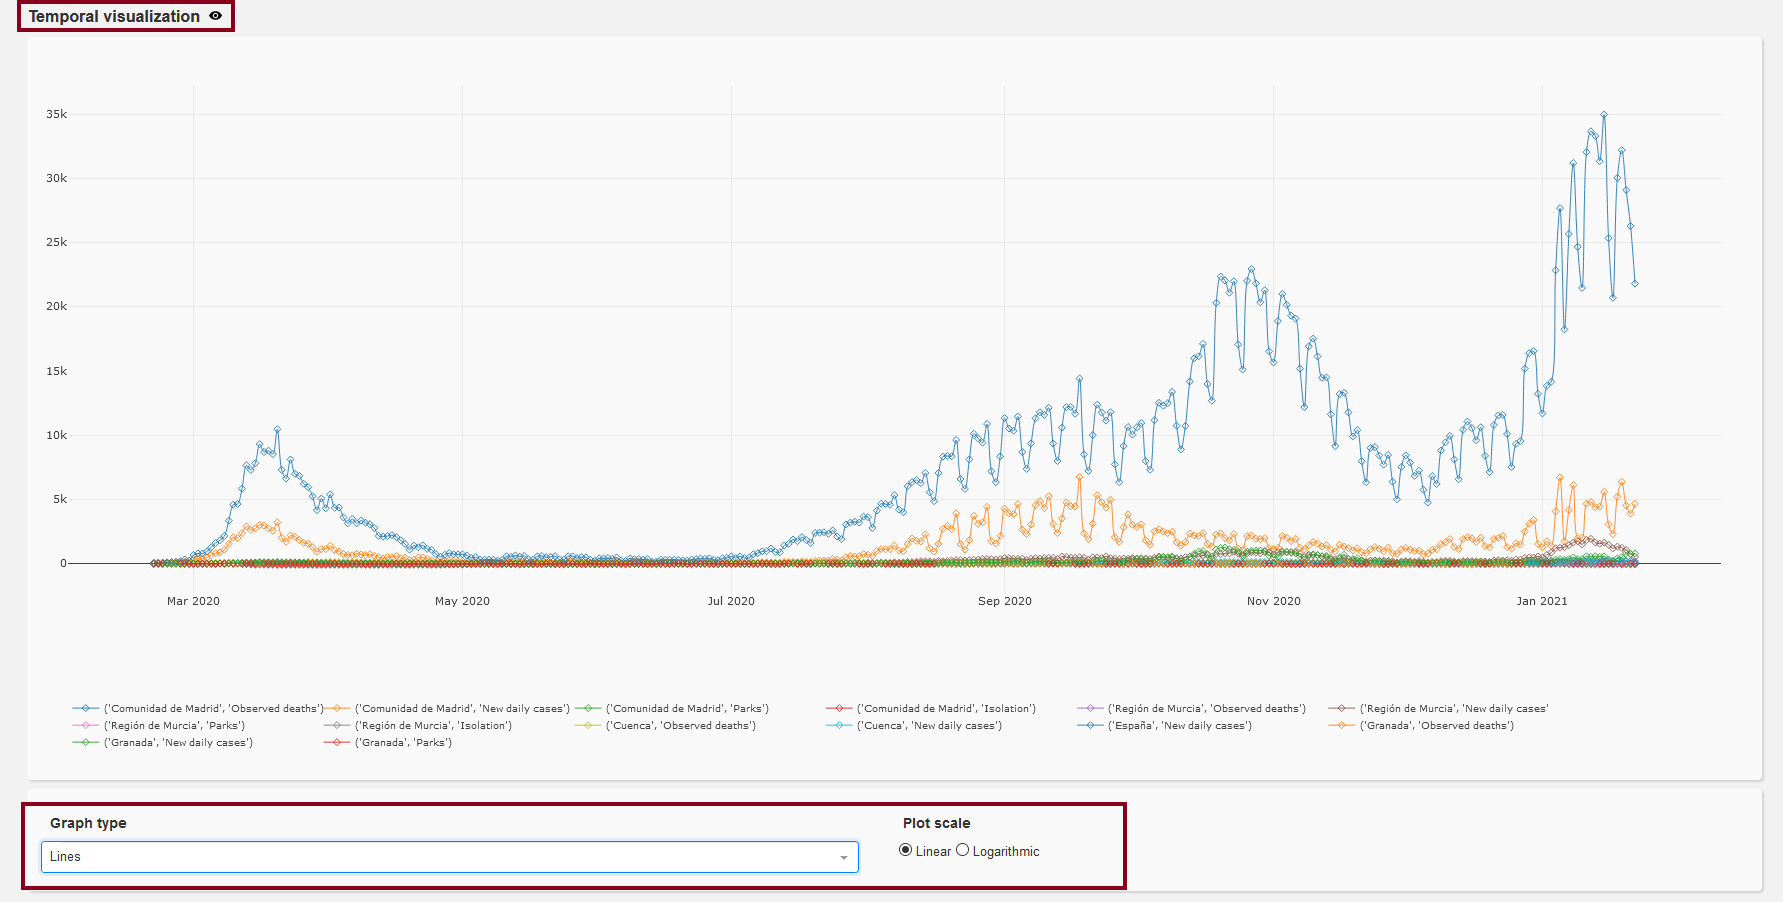 Temporal visualization
35k
30k
25k
20k
15k
10k
5k
0
Mar 2020 May 2020 Jul 2020 Sep 2020 Nov 2020 Jan 2021
('Comunidad de Madrid', 'Observed deaths') ('Comunidad de Madrid', 'New daily cases') ('Comunidad de Madrid', 'Parks') ('Comunidad de Madrid', 'Isolation') ('Región de Murcia', 'Observed deaths') ('Región de Murcia', 'New daily cases'
('Región de Murcia', 'Parks') ('Región de Murcia', 'Isolation') ('Cuenca', 'Observed deaths') ('Cuenca', 'New daily cases') ('España', 'New daily cases') ('Granada', 'Observed deaths')
('Granada', 'New daily cases') ('Granada', 'Parks')
Graph type Plot scale
Lines Linear Logarithmic